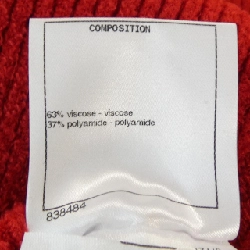 COMPOSITION
63% viscose - viscose
37% polyamide - polyamide
838484